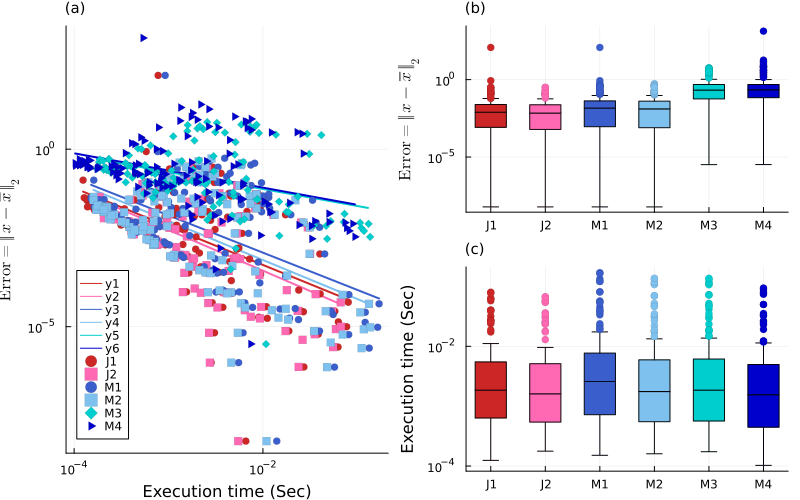 (a)
10⁰
10⁻⁵
Error = ‖x − x̅‖₂
y1
y2
y3
y4
y5
y6
J1
J2
M1
M2
M3
M4
10⁻⁴
10⁻²
Execution time (Sec)
(b)
10⁰
10⁻⁵
Error = ‖x − x̅‖₂
J1
J2
M1
M2
M3
M4
(c)
10⁻²
10⁻⁴
Execution time (Sec)
J1
J2
M1
M2
M3
M4